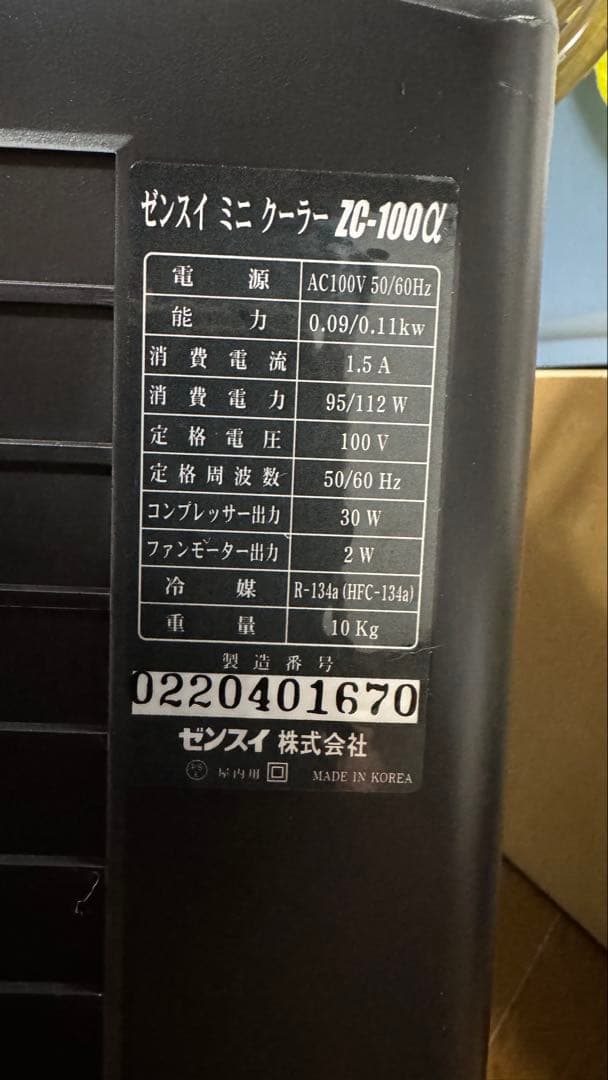 ゼンスイ ミニ クーラー ZC-100α
電源 AC100V 50/60Hz
能力 0.09/0.11kw
消費電流 1.5 A
消費電力 95/112 W
定格電圧 100 V
定格周波数 50/60 Hz
コンプレッサー出力 30 W
ファンモーター出力 2 W
冷媒 R-134a (HFC-134a)
重量 10 Kg
製造番号
0220401670
ゼンスイ 株式会社
屋内用 MADE IN KOREA